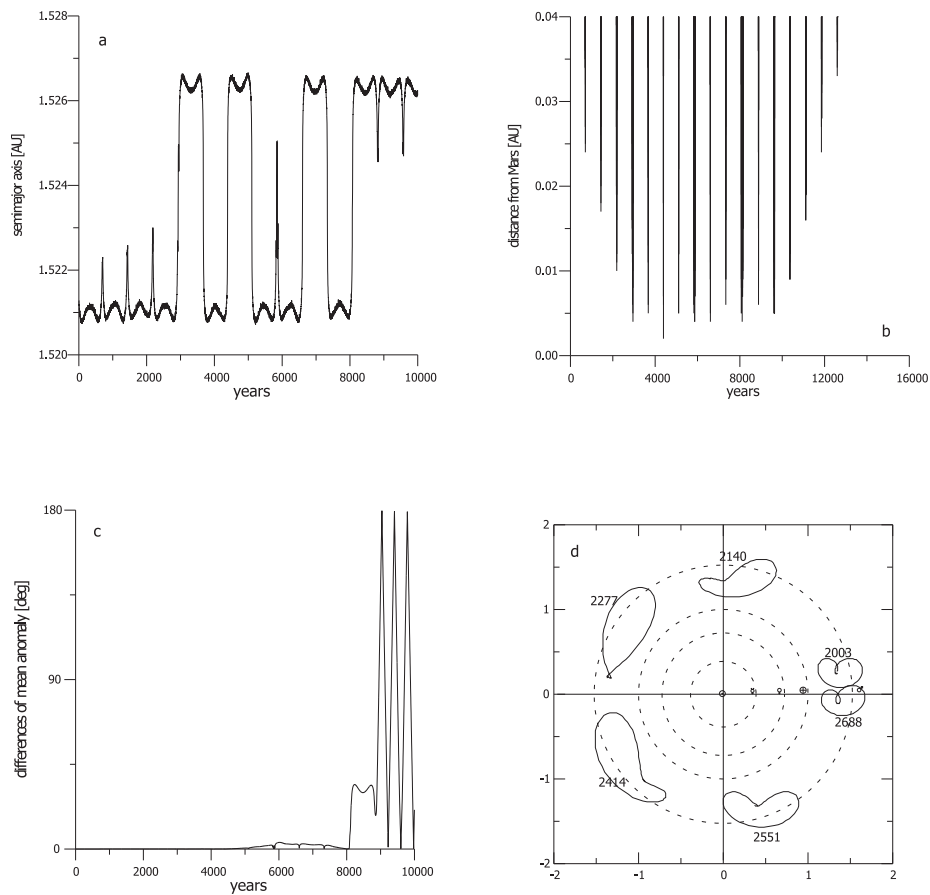 a
1.528
1.526
1.524
1.522
1.520
semimajor axis [AU]
0 2000 4000 6000 8000 10000
years
0.04
0.03
0.02
0.01
0.00
distance from Mars [AU]
b
0 4000 8000 12000 16000
years
c
180
90
0
differences of mean anomaly [deg]
0 2000 4000 6000 8000 10000
years
d
2
1
0
-1
-2
2140
2277
2003
2688
2414
2551
-2 -1 0 1 2